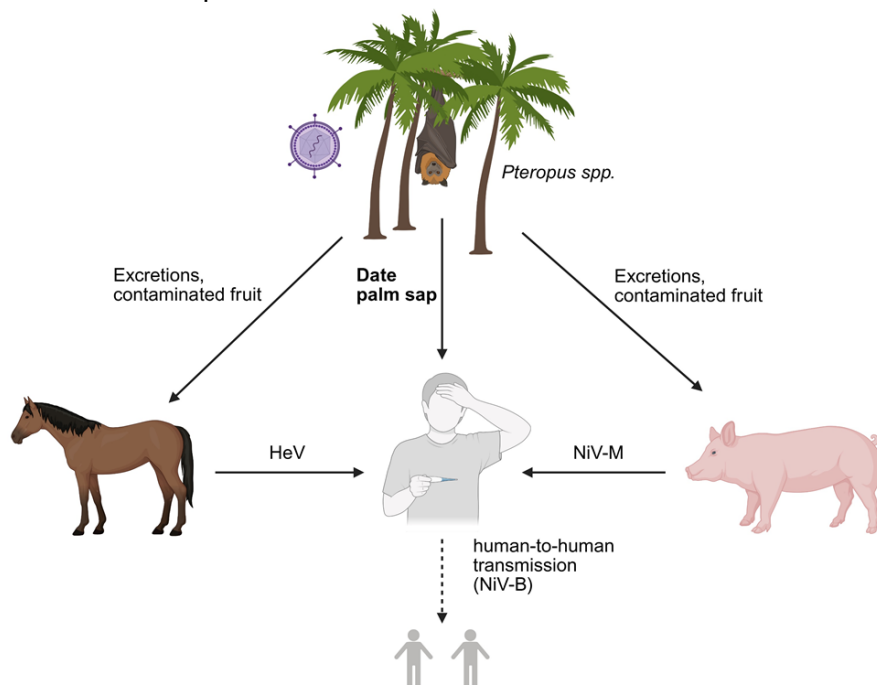 Pteropus spp.
Excretions,
contaminated fruit
Date
palm sap
Excretions,
contaminated fruit
HeV
NiV-M
human-to-human
transmission
(NiV-B)